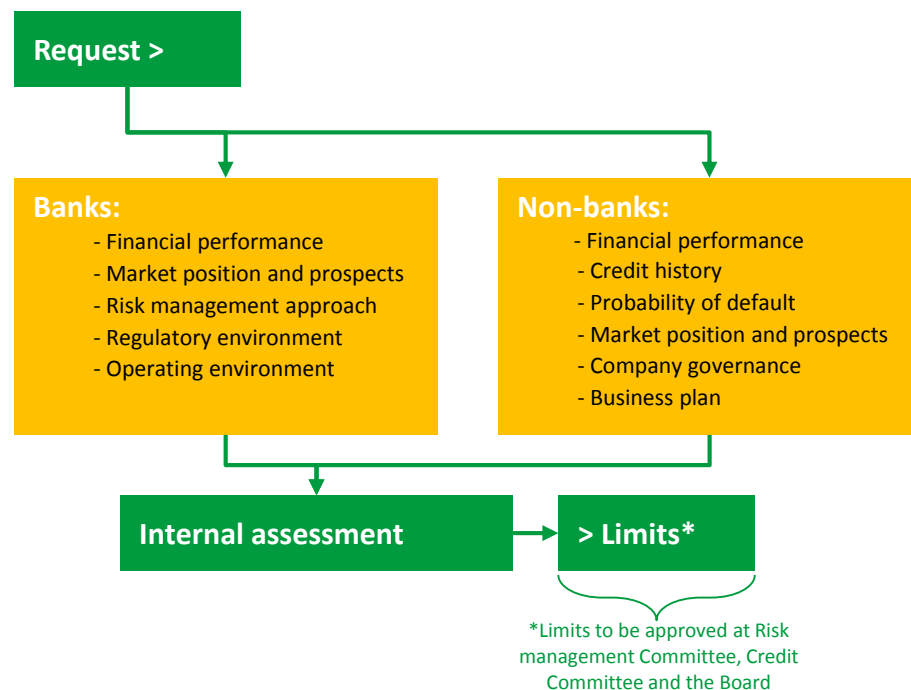 Request >
Banks:
- Financial performance
- Market position and prospects
- Risk management approach
- Regulatory environment
- Operating environment
Non-banks:
- Financial performance
- Credit history
- Probability of default
- Market position and prospects
- Company governance
- Business plan
Internal assessment
> Limits*
*Limits to be approved at Risk
management Committee, Credit
Committee and the Board